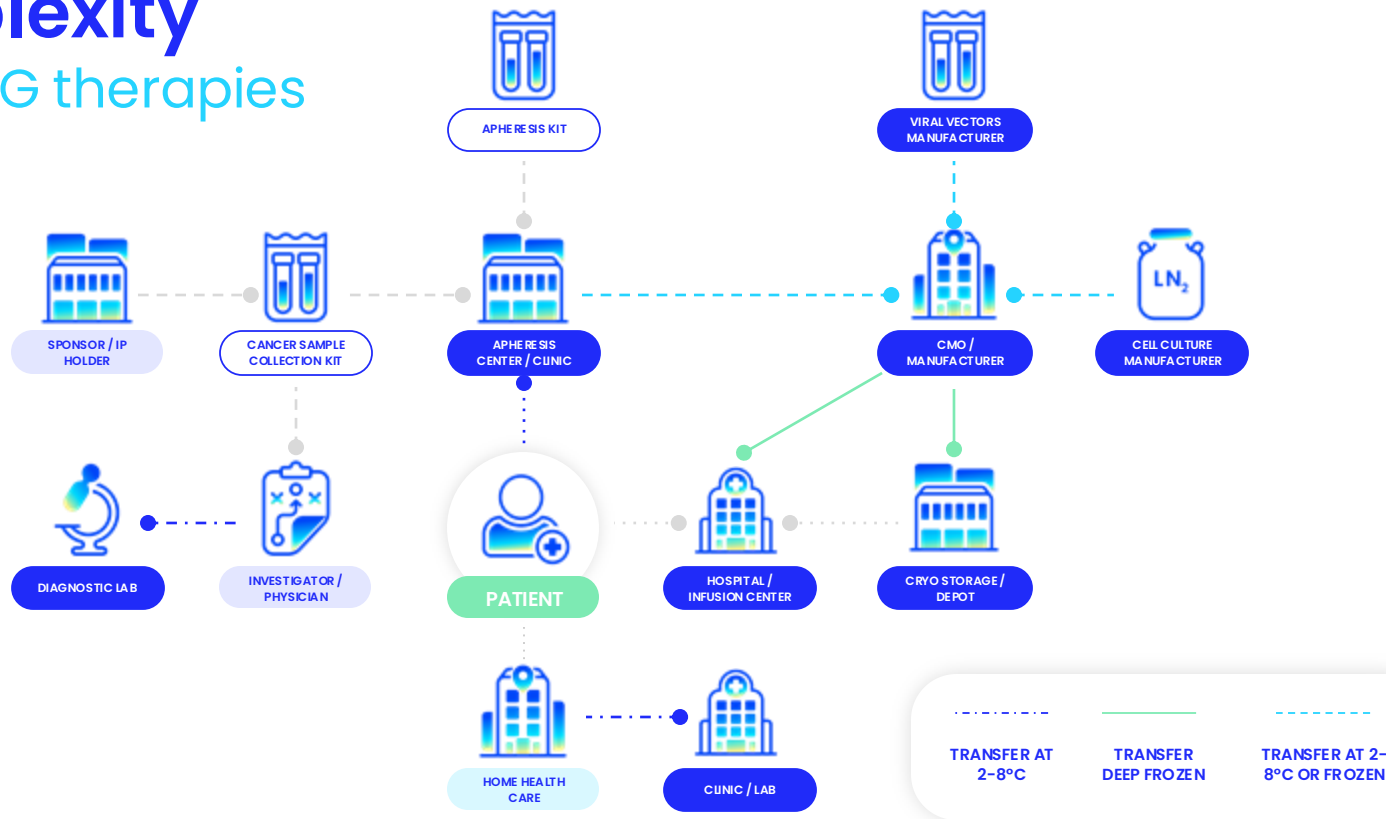 plexity
G therapies
APHERESIS KIT
VIRAL VECTORS
MANUFACTURER
LN2
SPONSOR / IP
HOLDER
CANCER SAMPLE
COLLECTION KIT
APHERESIS
CENTER / CLINIC
CMO /
MANUFACTURER
CELL CULTURE
MANUFACTURER
DIAGNOSTIC LAB
INVESTIGATOR /
PHYSICIAN
PATIENT
HOSPITAL /
INFUSION CENTER
CRYO STORAGE /
DEPOT
HOME HEALTH
CARE
CLINIC / LAB
TRANSFER AT
2-8°C
TRANSFER
DEEP FROZEN
TRANSFER AT 2-
8°C OR FROZEN